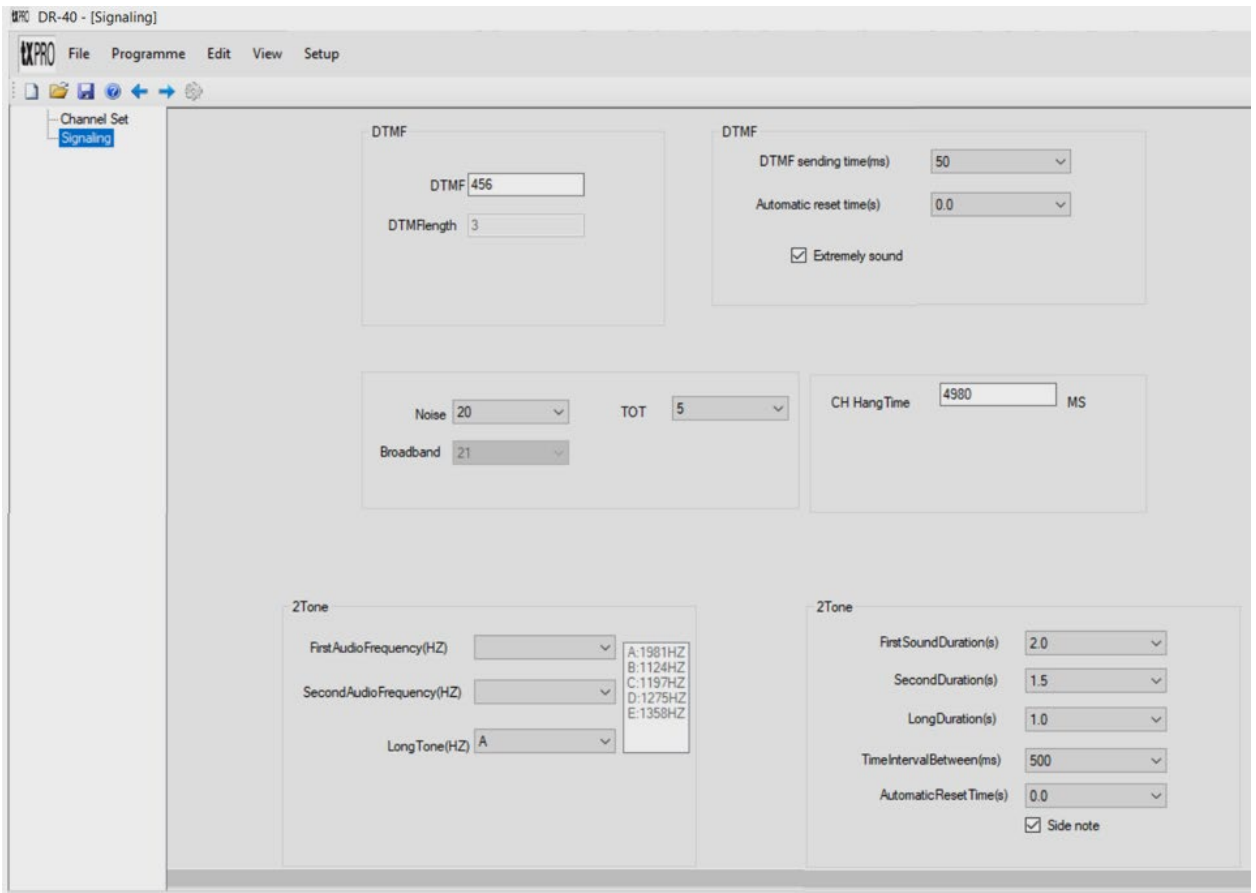 txPRO DR-40 - [Signaling]
txPRO File Programme Edit View Setup
Channel Set
Signaling
DTMF
DTMF 456
DTMFlength 3
DTMF
DTMF sending time(ms) 50
Automatic reset time(s) 0.0
Extremely sound
Noise 20
TOT 5
Broadband 21
CH HangTime 4980 MS
2Tone
FirstAudioFrequency(HZ)
SecondAudioFrequency(HZ)
LongTone(HZ) A
A:1981HZ
B:1124HZ
C:1197HZ
D:1275HZ
E:1358HZ
2Tone
FirstSoundDuration(s) 2.0
SecondDuration(s) 1.5
LongDuration(s) 1.0
TimeIntervalBetween(ms) 500
AutomaticResetTime(s) 0.0
Side note